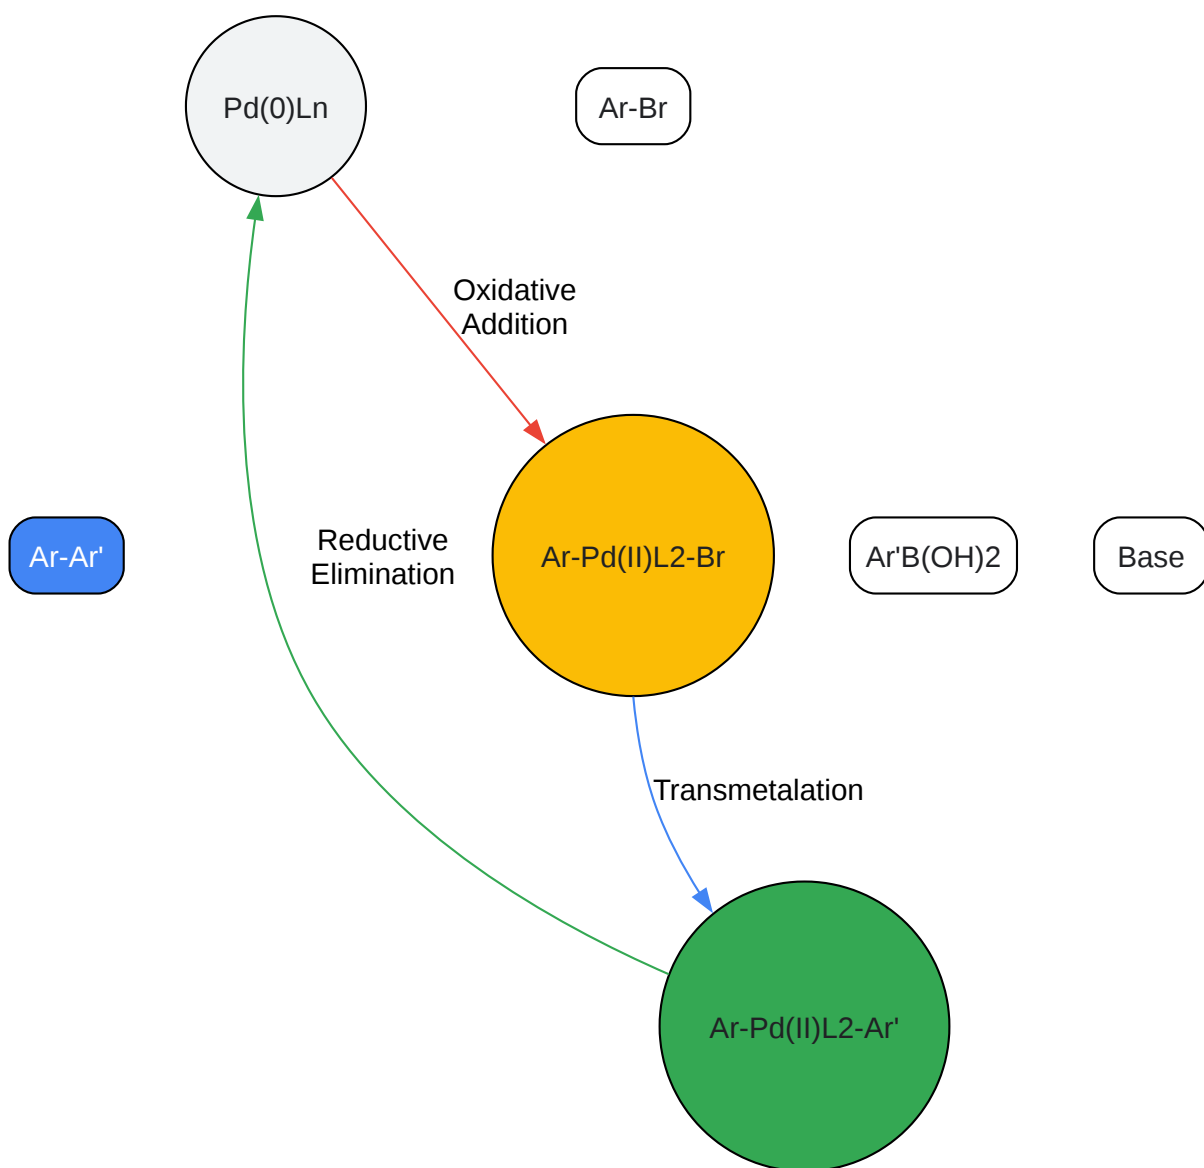 Pd(0)Ln
Ar-Br
Oxidative
Addition
Ar-Ar'
Reductive
Elimination
Ar-Pd(II)L2-Br
Ar'B(OH)2
Base
Transmetalation
Ar-Pd(II)L2-Ar'